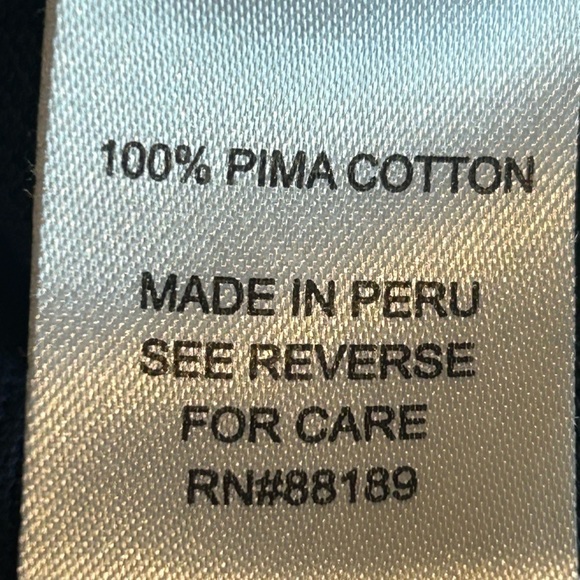 100% PIMA COTTON
MADE IN PERU
SEE REVERSE
FOR CARE
RN#88189